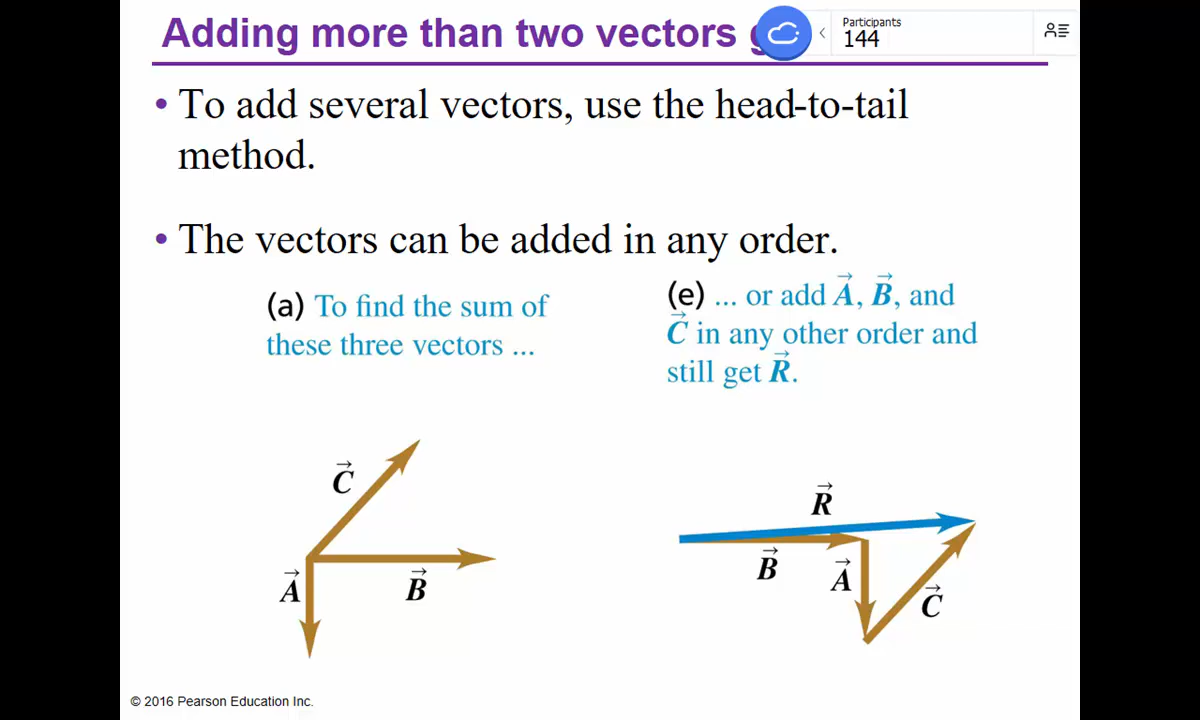 Adding more than two vectors
Participants
144
• To add several vectors, use the head-to-tail
method.
• The vectors can be added in any order.
(a) To find the sum of
these three vectors ...
(e) ... or add A⃗, B⃗, and
C⃗ in any other order and
still get R⃗.
C⃗
A⃗
B⃗
R⃗
B⃗
A⃗
C⃗
© 2016 Pearson Education Inc.